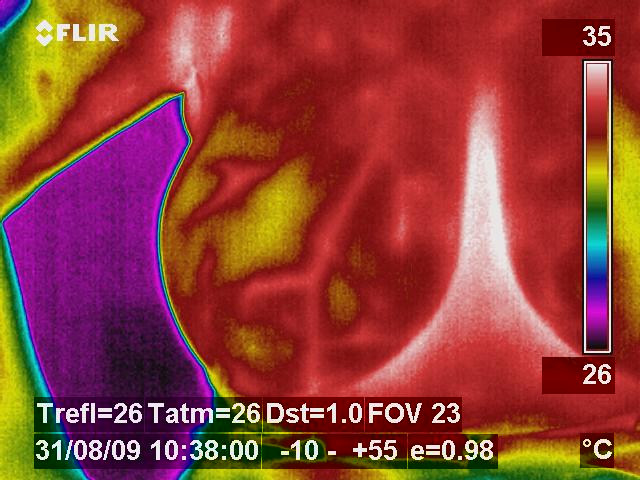 FLIR
35
26
Trefl=26 Tatm=26 Dst=1.0 FOV 23
31/08/09 10:38:00 -10 - +55 e=0.98 °C